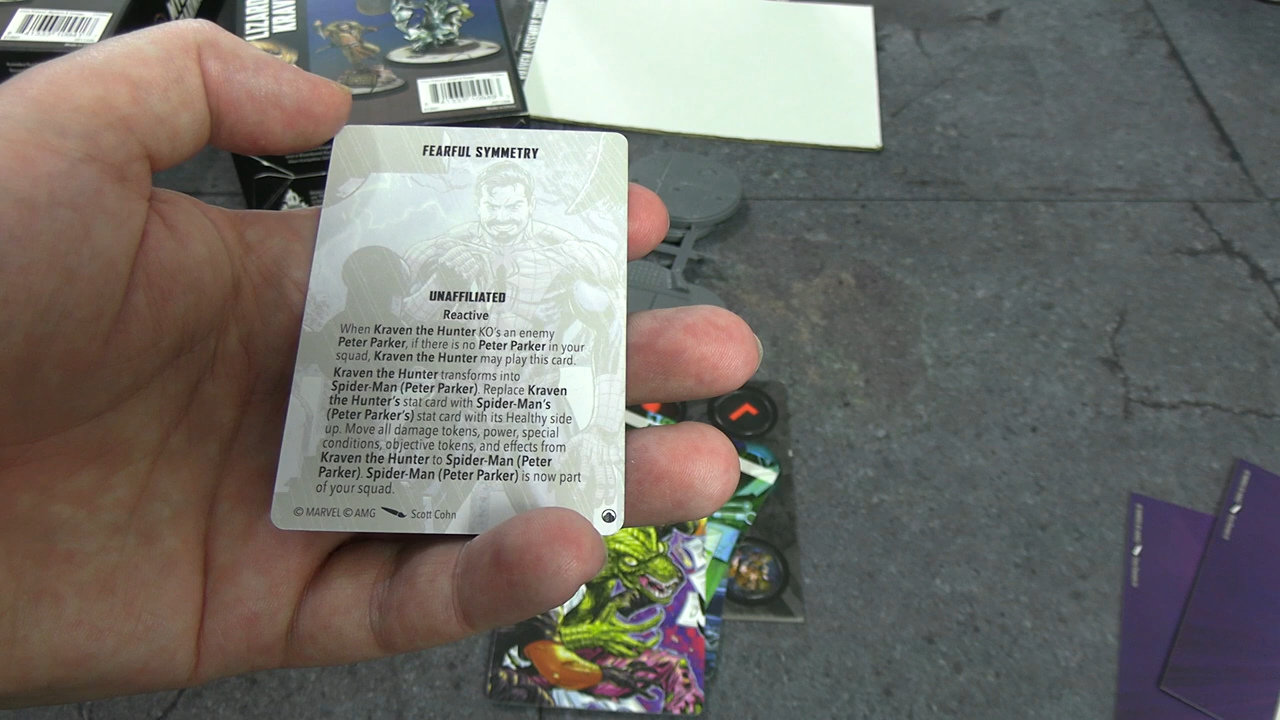 LIZARD
KRAVEN
FEARFUL SYMMETRY
UNAFFILIATED
Reactive
When Kraven the Hunter KO's an enemy
Peter Parker, if there is no Peter Parker in your
squad, Kraven the Hunter may play this card.
Kraven the Hunter transforms into
Spider-Man (Peter Parker). Replace Kraven
the Hunter's stat card with Spider-Man's
(Peter Parker's) stat card with its Healthy side
up. Move all damage tokens, power, special
conditions, objective tokens, and effects from
Kraven the Hunter to Spider-Man (Peter
Parker). Spider-Man (Peter Parker) is now part
of your squad.
© MARVEL © AMG Scott Cohn